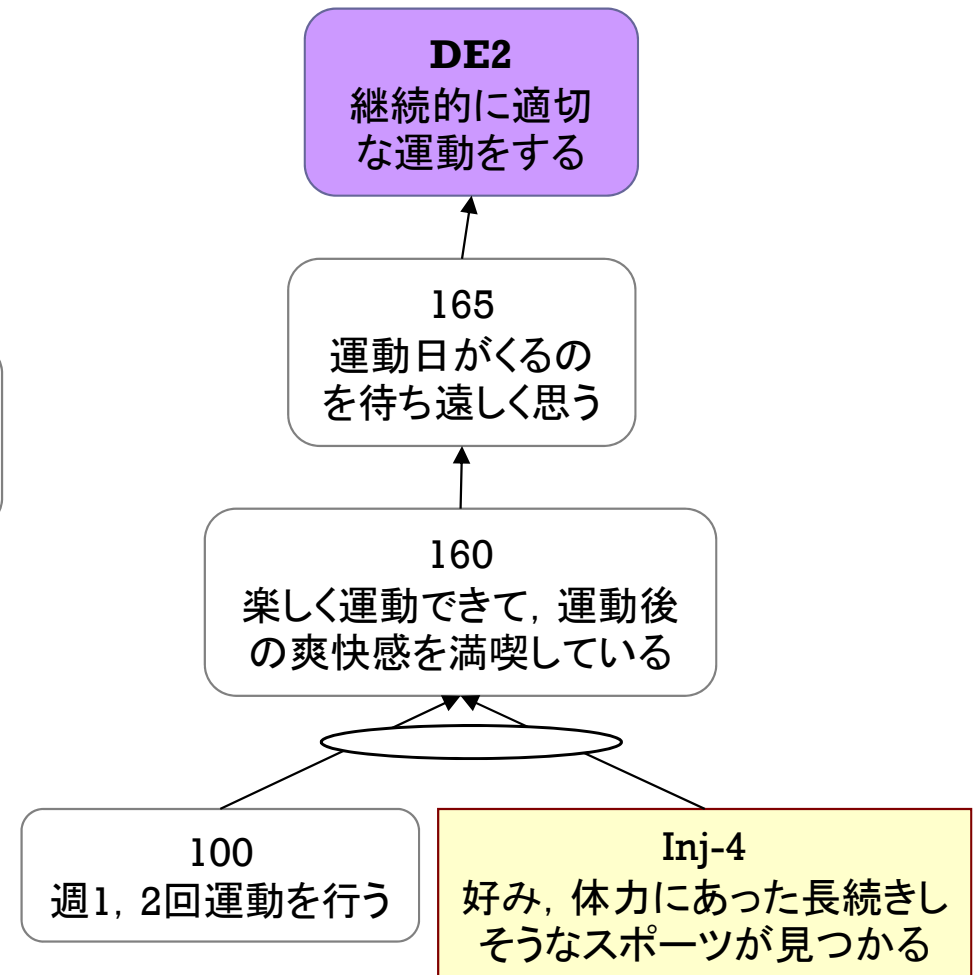 DE2
継続的に適切
な運動をする
165
運動日がくるの
を待ち遠しく思う
160
楽しく運動できて，運動後
の爽快感を満喫している
100
週1，2回運動を行う
Inj-4
好み，体力にあった長続きし
そうなスポーツが見つかる